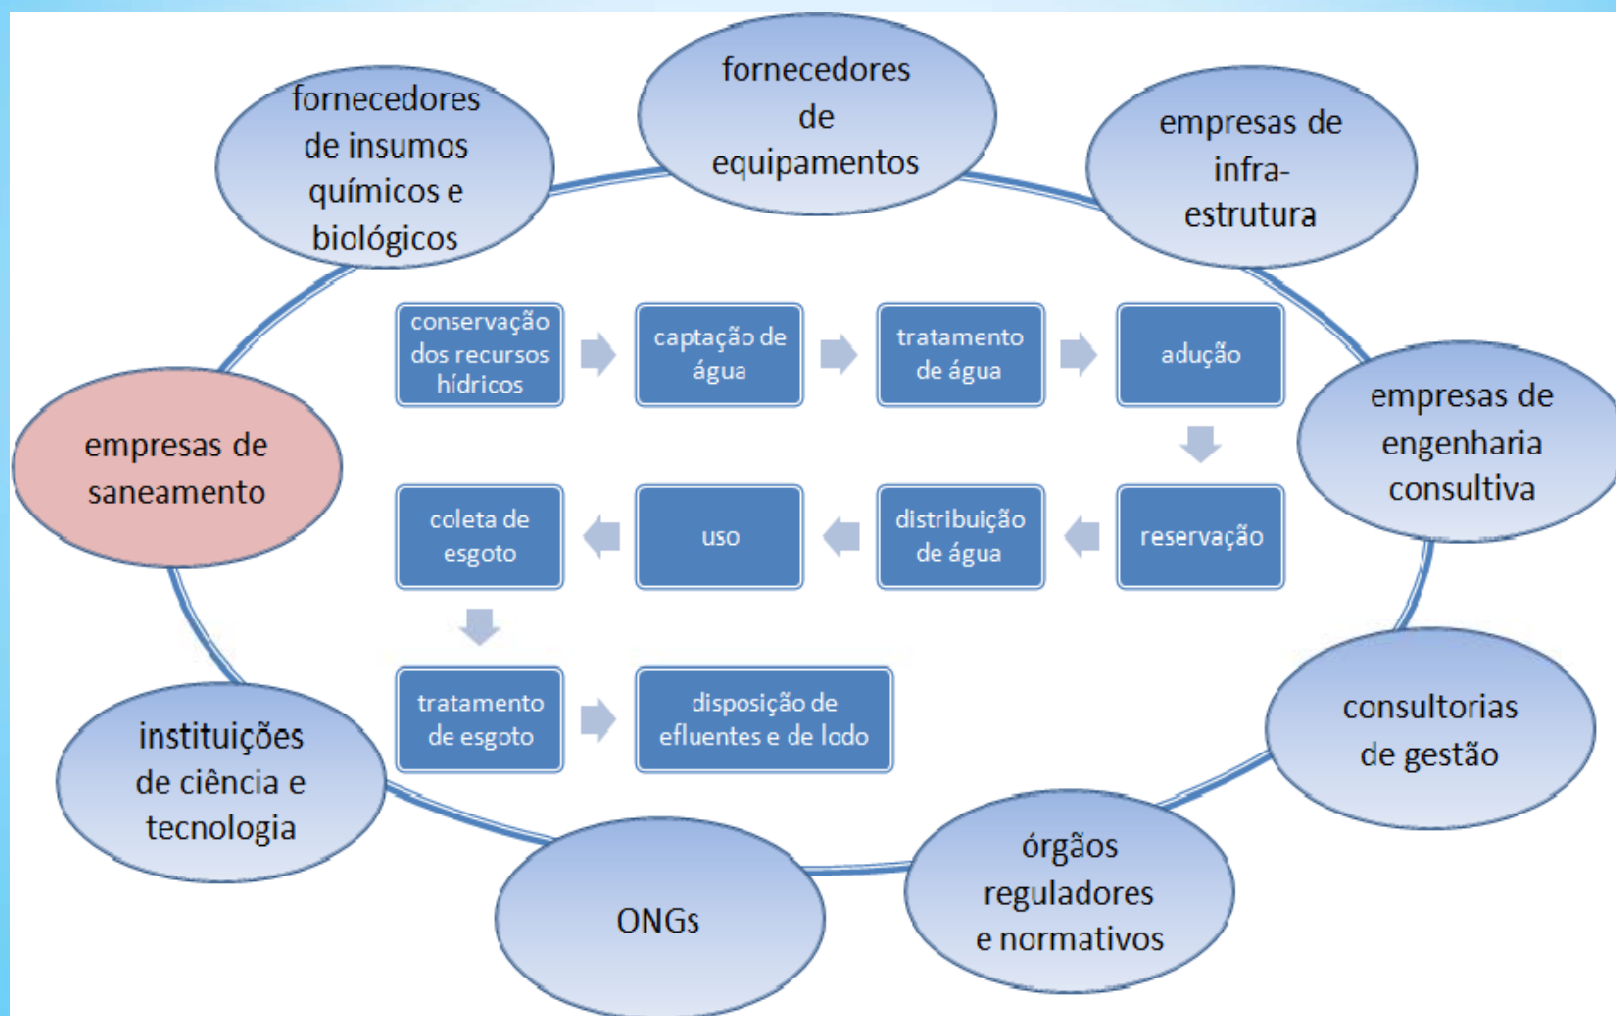 fornecedores
de
equipamentos
fornecedores
de insumos
químicos e
biológicos
empresas de
infra-
estrutura
conservação
dos recursos
hídricos
captação de
água
tratamento
de água
adução
empresas de
saneamento
empresas de
engenharia
consultiva
coleta de
esgoto
uso
distribuição
de água
reservação
tratamento
de esgoto
disposição de
efluentes e de lodo
consultorias
de gestão
instituições
de ciência e
tecnologia
ONGs
órgãos
reguladores
e normativos